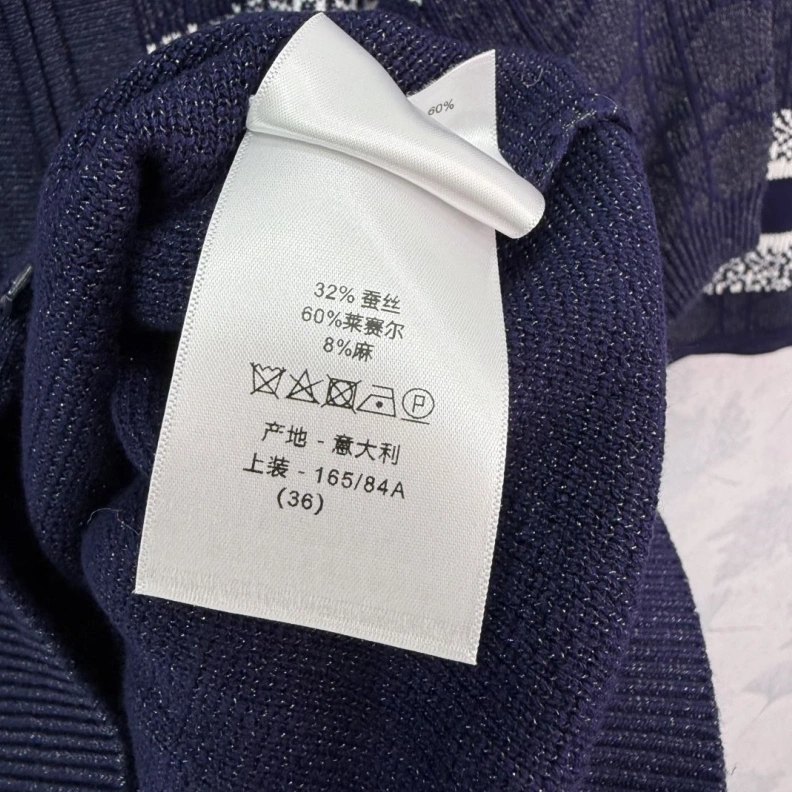 60%
32% 蚕丝
60%莱赛尔
8%麻
P
产地 - 意大利
上装 - 165/84A
(36)